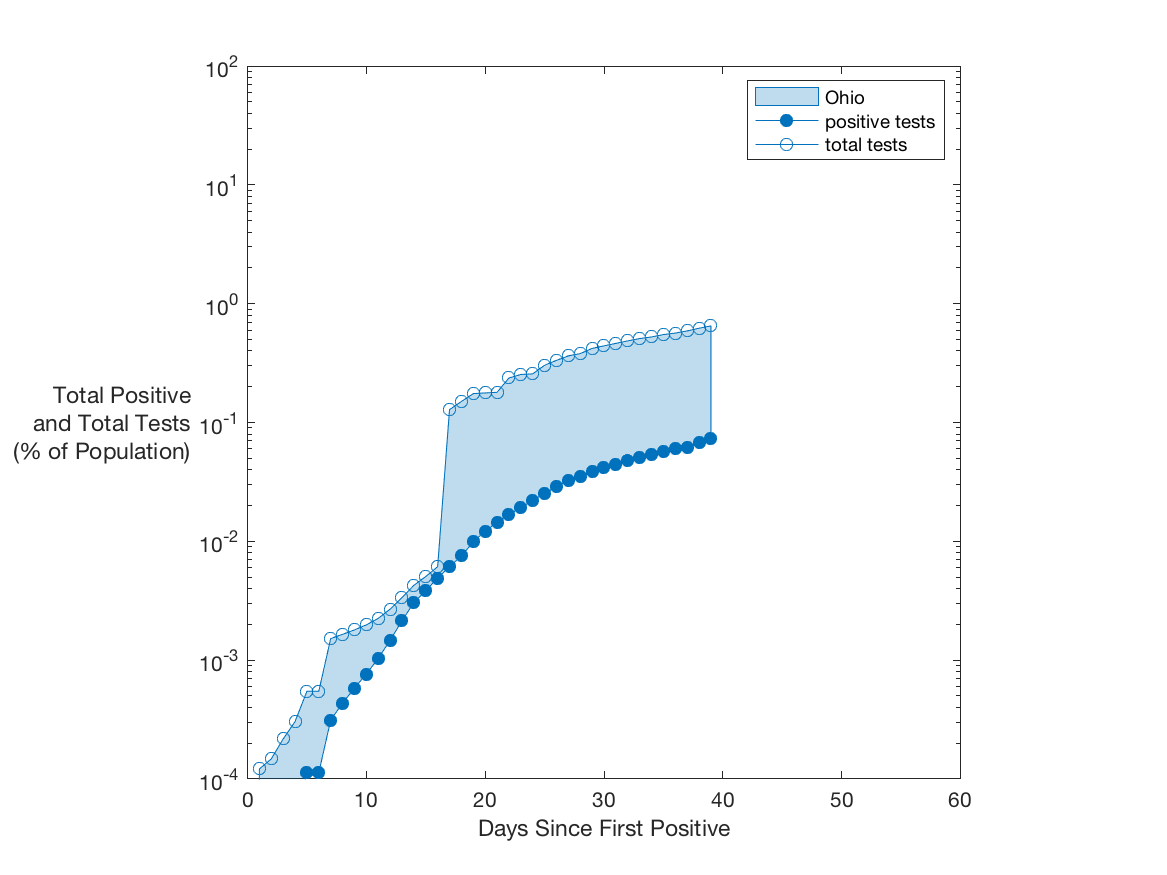 10^2
Ohio
positive tests
total tests
10^1
10^0
Total Positive
and Total Tests
(% of Population)
10^-1
10^-2
10^-3
10^-4
0 10 20 30 40 50 60
Days Since First Positive